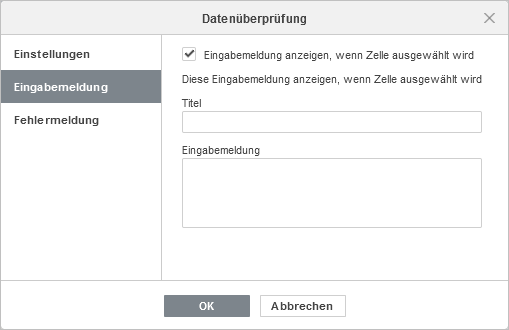 Datenüberprüfung
Einstellungen
Eingabemeldung
Fehlermeldung
Eingabemeldung anzeigen, wenn Zelle ausgewählt wird
Diese Eingabemeldung anzeigen, wenn Zelle ausgewählt wird
Titel
Eingabemeldung
OK
Abbrechen